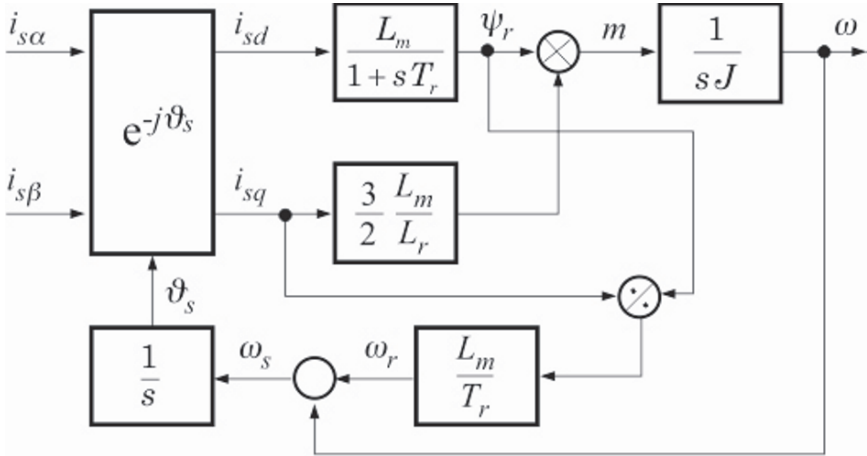 i_{sα}
e^{-jϑ_s}
i_{sd}
L_m
1+sT_r
ψ_r
m
1
sJ
ω
i_{sβ}
i_{sq}
3
2
L_m
L_r
ϑ_s
1
s
ω_s
ω_r
L_m
T_r